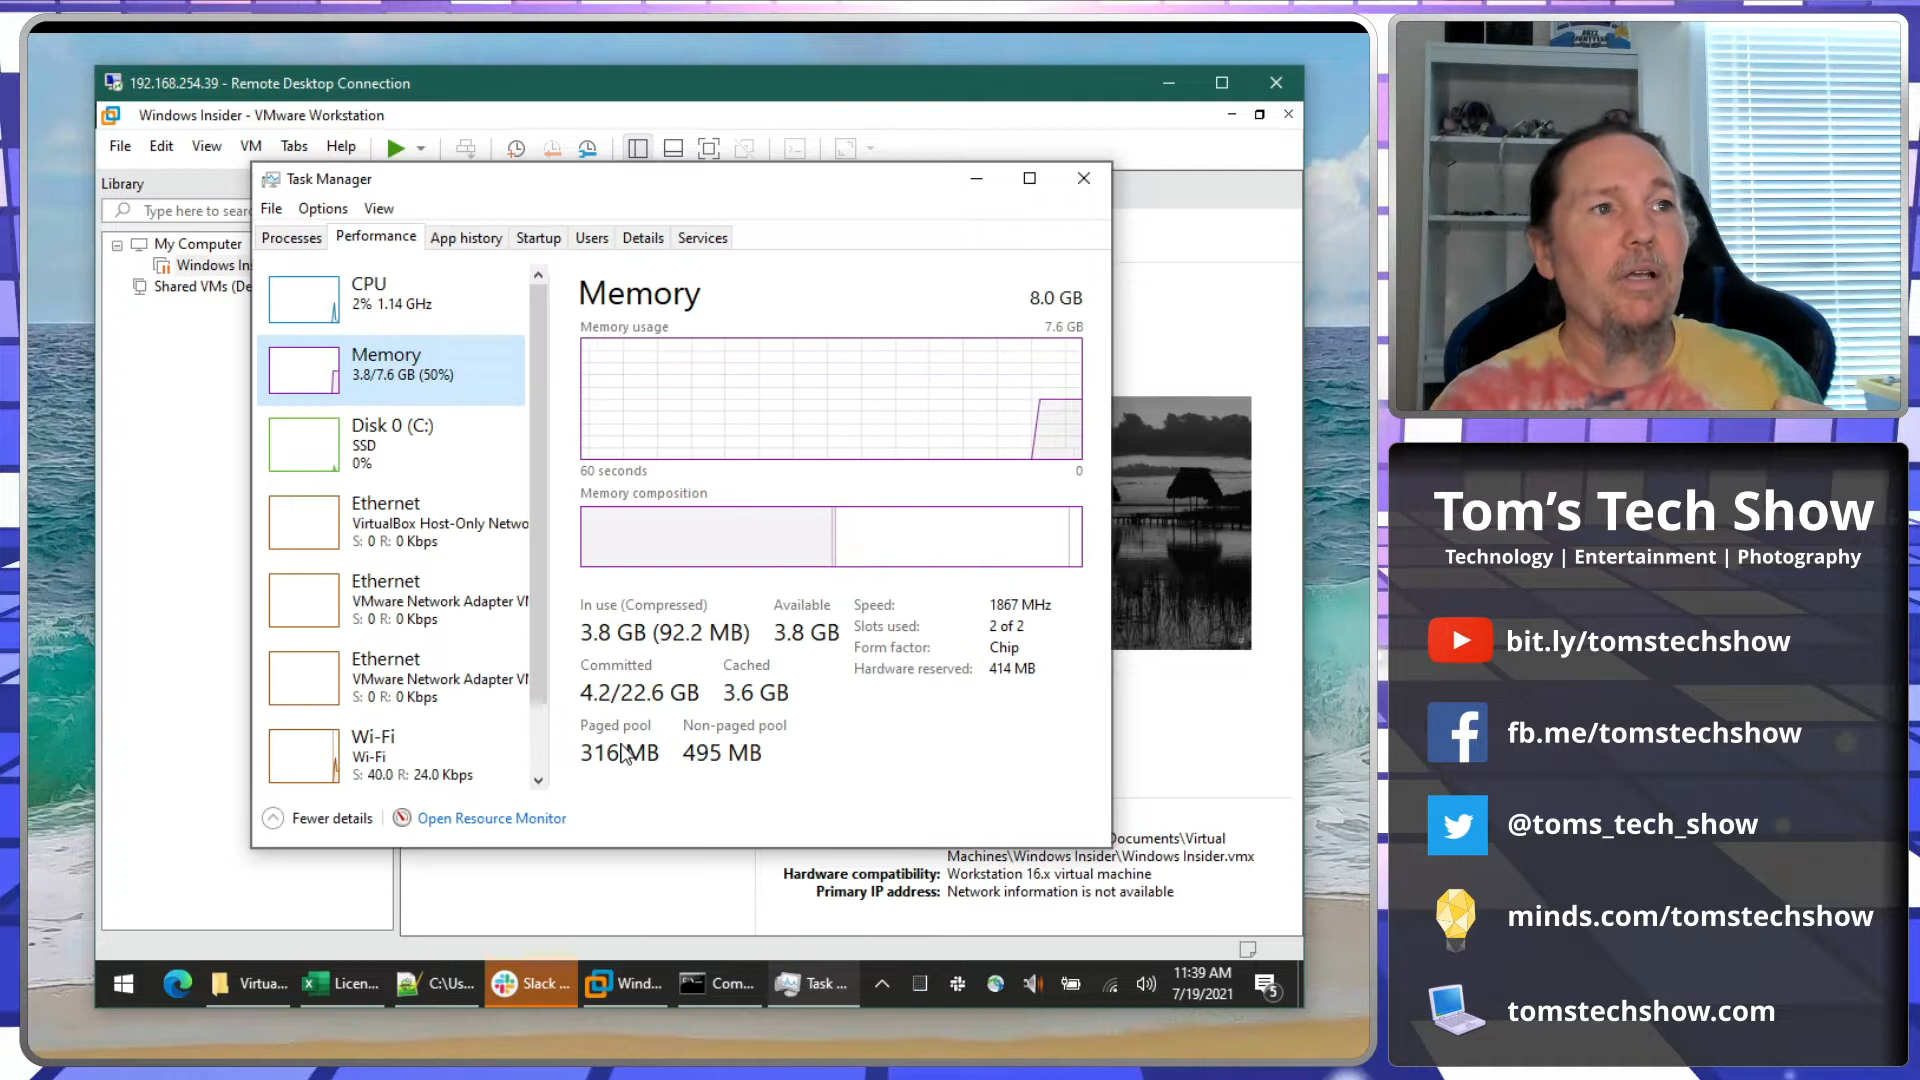 192.168.254.39 - Remote Desktop Connection
Windows Insider - VMware Workstation
File Edit View VM Tabs Help
Library
Type here to sear
My Computer
Windows In
Shared VMs (De
Task Manager
File Options View
Processes Performance App history Startup Users Details Services
CPU
2% 1.14 GHz
Memory
3.8/7.6 GB (50%)
Disk 0 (C:)
SSD
0%
Ethernet
VirtualBox Host-Only Netwo
S: 0 R: 0 Kbps
Ethernet
VMware Network Adapter VI
S: 0 R: 0 Kbps
Ethernet
VMware Network Adapter VI
S: 0 R: 0 Kbps
Wi-Fi
Wi-Fi
S: 40.0 R: 24.0 Kbps
Memory 8.0 GB
Memory usage 7.6 GB
60 seconds 0
Memory composition
In use (Compressed) Available
3.8 GB (92.2 MB) 3.8 GB
Committed Cached
4.2/22.6 GB 3.6 GB
Paged pool Non-paged pool
316 MB 495 MB
Speed: 1867 MHz
Slots used: 2 of 2
Form factor: Chip
Hardware reserved: 414 MB
Fewer details Open Resource Monitor
Documents\Virtual
Machines\Windows Insider\Windows Insider.vmx
Hardware compatibility: Workstation 16.x virtual machine
Primary IP address: Network information is not available
Virtua... Licen... C:\Us... Slack ... Wind... Com... Task ...
11:39 AM
7/19/2021
5
Tom's Tech Show
Technology | Entertainment | Photography
bit.ly/tomstechshow
fb.me/tomstechshow
@toms_tech_show
minds.com/tomstechshow
tomstechshow.com